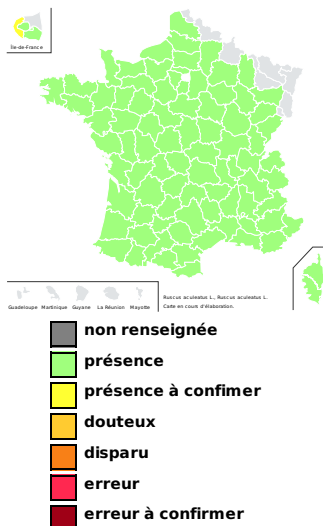 Île-de-France
Ruscus aculeatus L., Ruscus aculeatus L.
Carte en cours d'élaboration.
Guadeloupe Martinique Guyane La Réunion Mayotte
non renseignée
présence
présence à confimer
douteux
disparu
erreur
erreur à confirmer